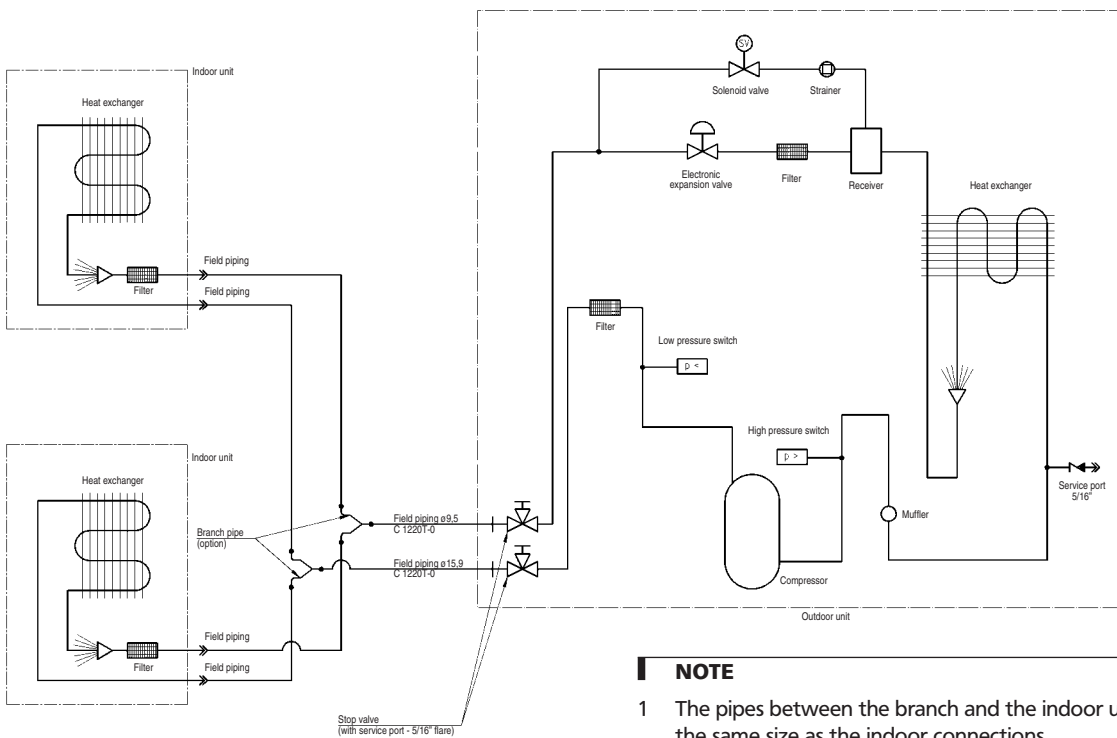 Indoor unit
Heat exchanger
Filter
Field piping
Field piping
Indoor unit
Heat exchanger
Filter
Field piping
Field piping
Branch pipe
(option)
Field piping ø9,5
C 1220T-0
Field piping ø15,9
C 1220T-0
Stop valve
(with service port - 5/16" flare)
SV
Solenoid valve
Strainer
Electronic
expansion valve
Filter
Receiver
Heat exchanger
Filter
Low pressure switch
p <
High pressure switch
p >
Service port
5/16"
Muffler
Compressor
Outdoor unit
NOTE
1 The pipes between the branch and the indoor u
the same size as the indoor connections